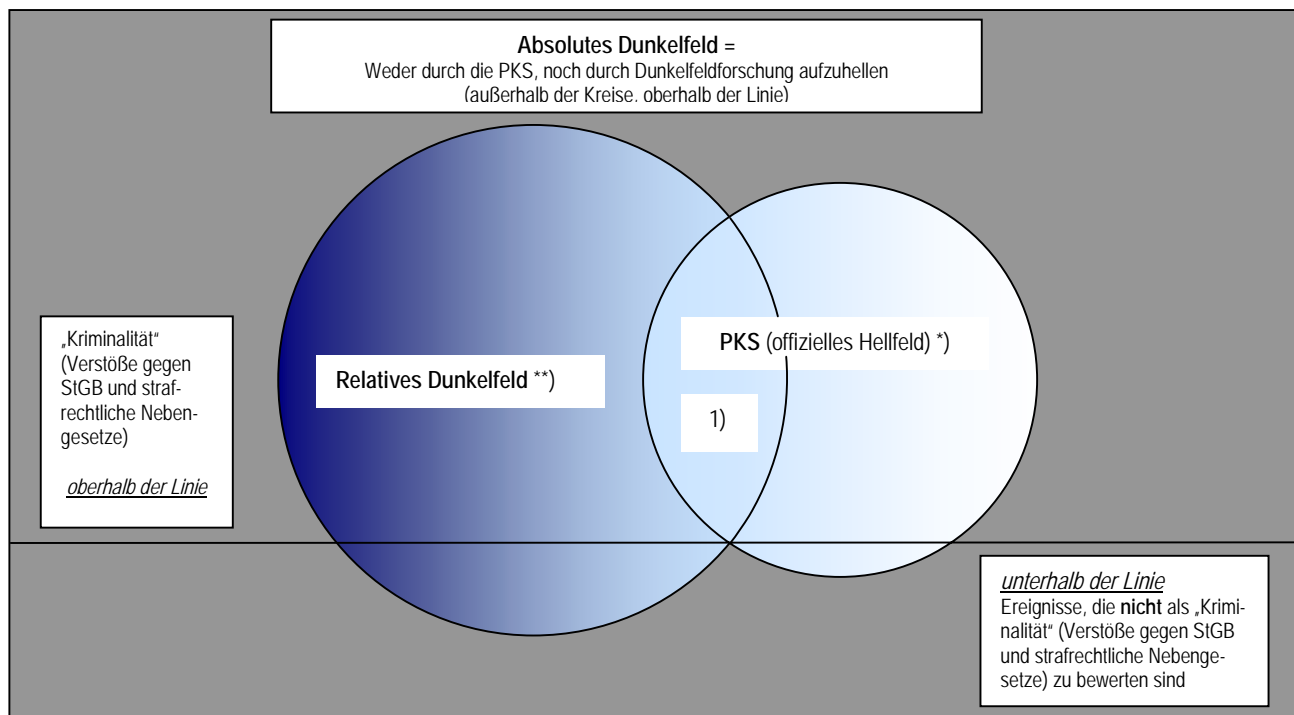 Absolutes Dunkelfeld =
Weder durch die PKS, noch durch Dunkelfeldforschung aufzuhellen
(außerhalb der Kreise, oberhalb der Linie)
PKS (offizielles Hellfeld) *)
„Kriminalität“
(Verstöße gegen
StGB und straf-
rechtliche Neben-
gesetze)
oberhalb der Linie
Relatives Dunkelfeld **)
1)
unterhalb der Linie
Ereignisse, die nicht als „Krimi-
nalität“ (Verstöße gegen StGB
und strafrechtliche Nebenge-
setze) zu bewerten sind